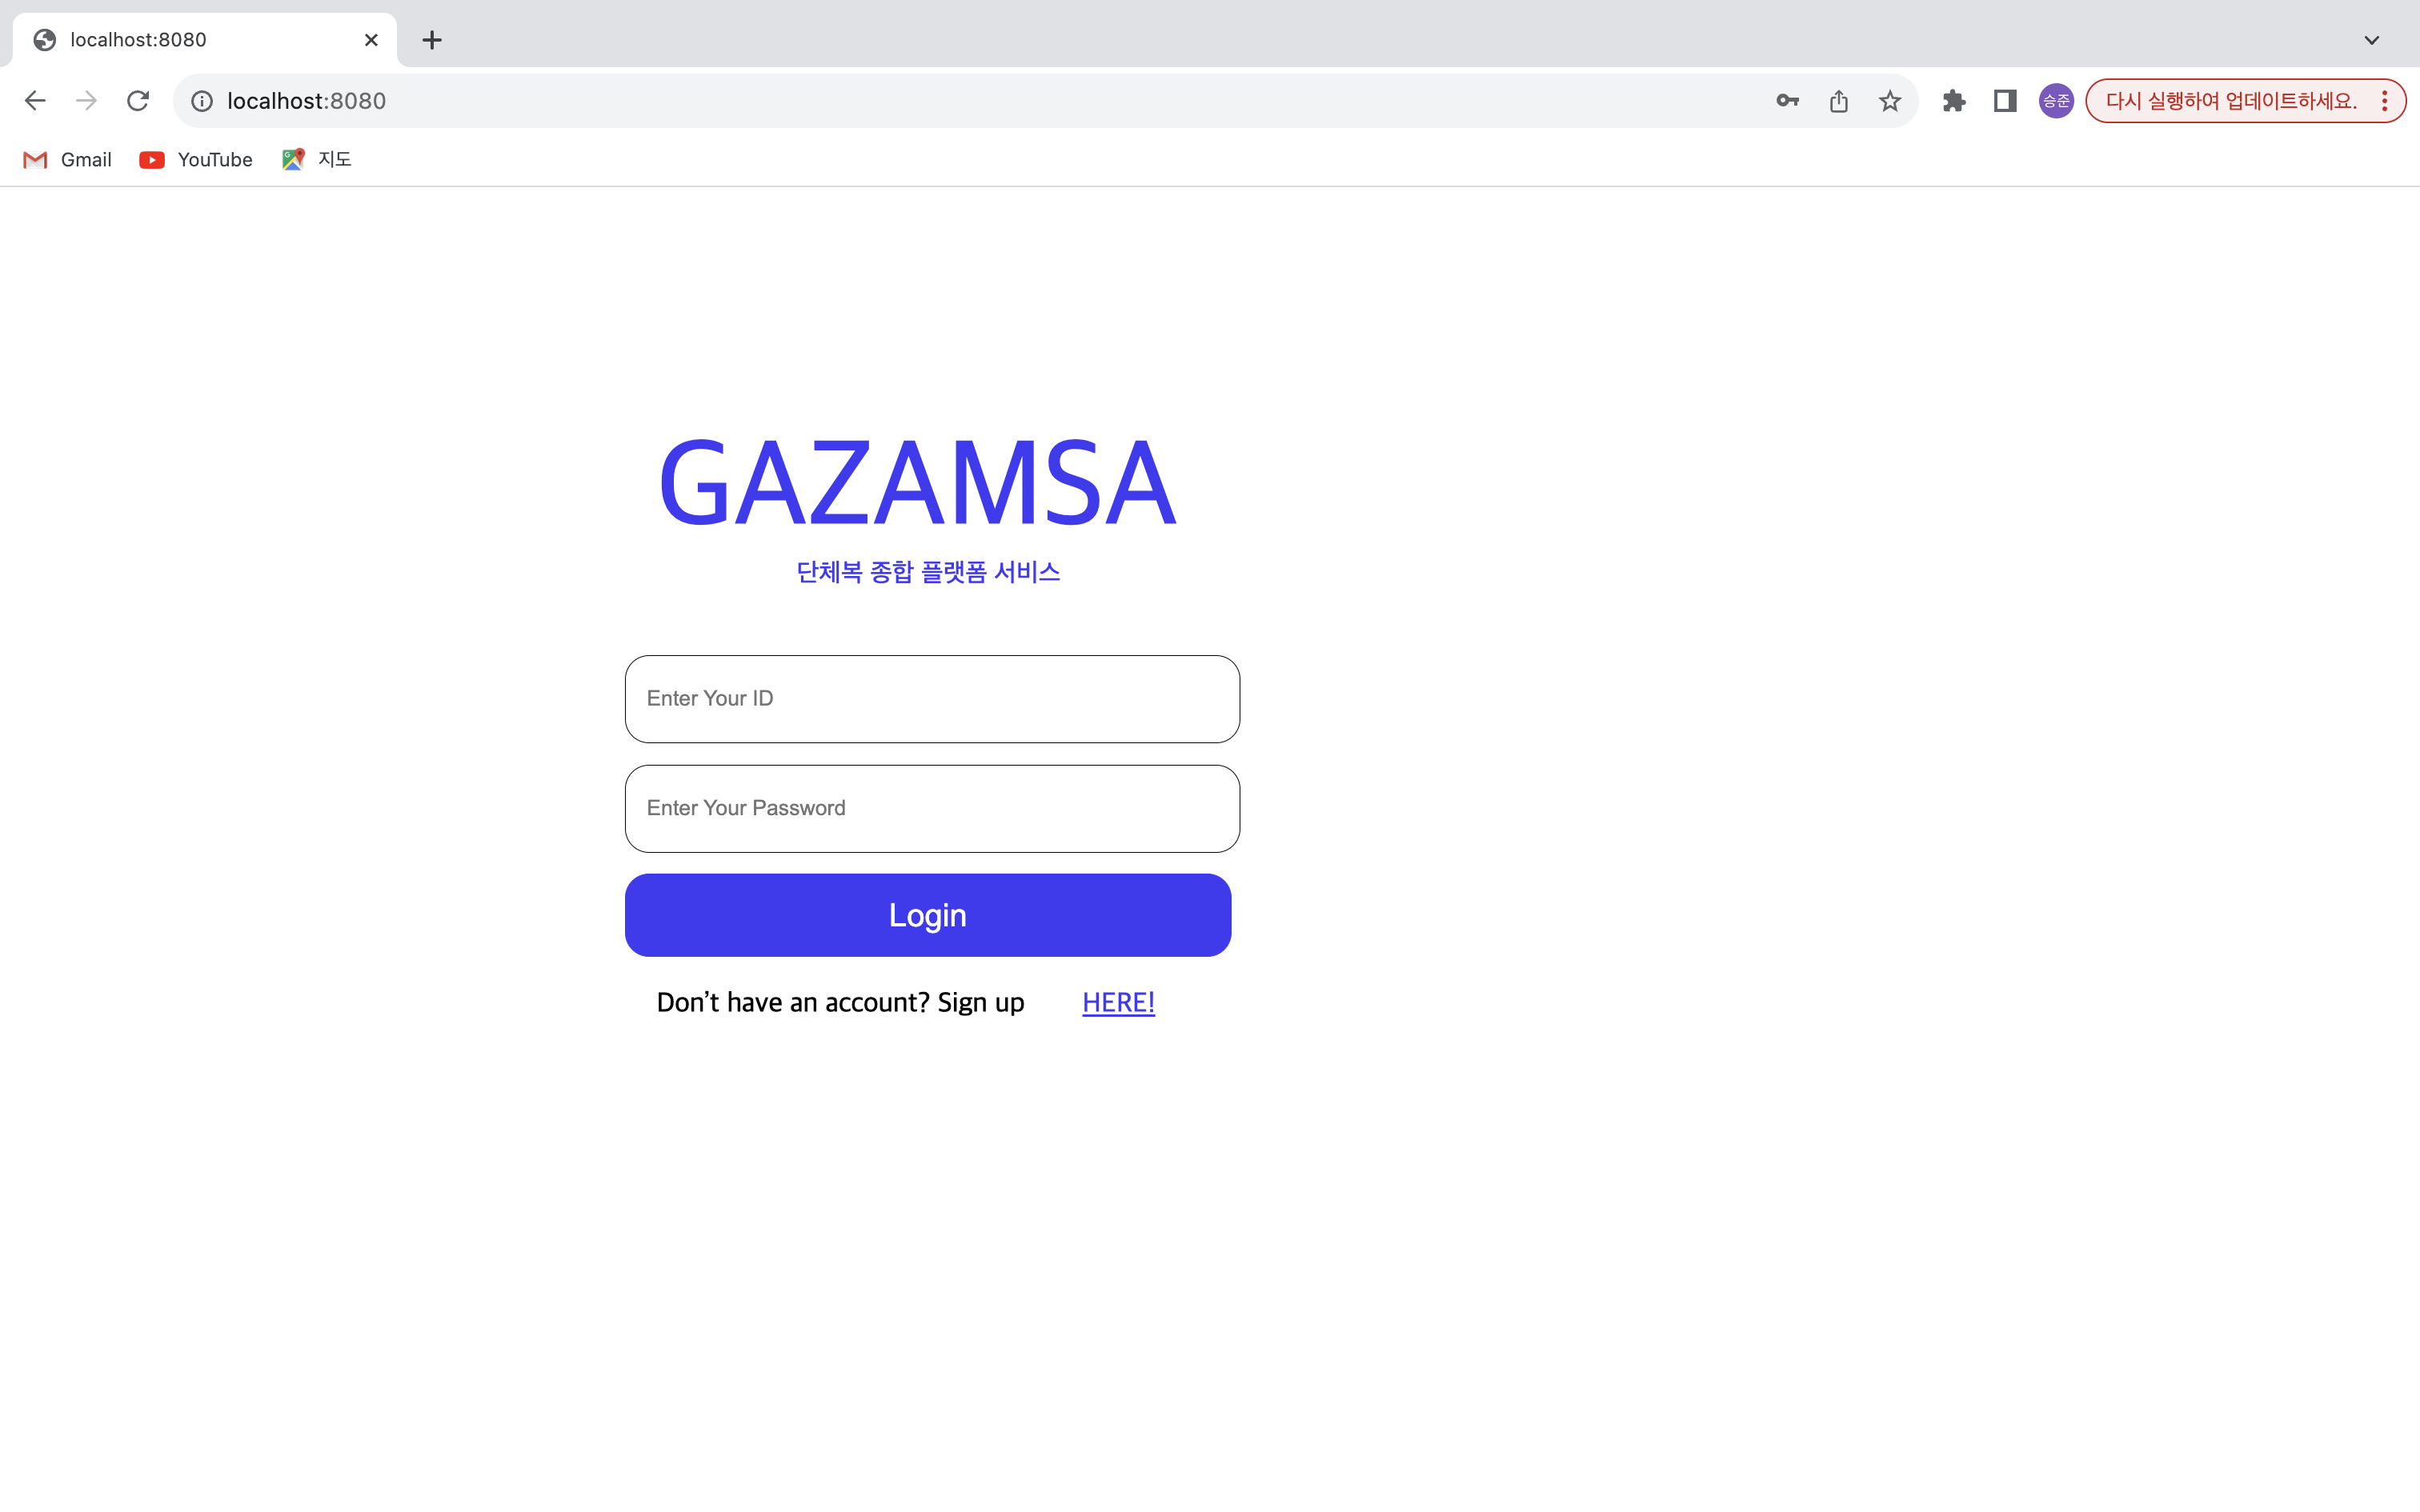 localhost:8080
localhost:8080
승준
다시 실행하여 업데이트하세요.
Gmail
YouTube
지도
GAZAMSA
단체복 종합 플랫폼 서비스
Enter Your ID
Enter Your Password
Login
Don’t have an account? Sign up HERE!